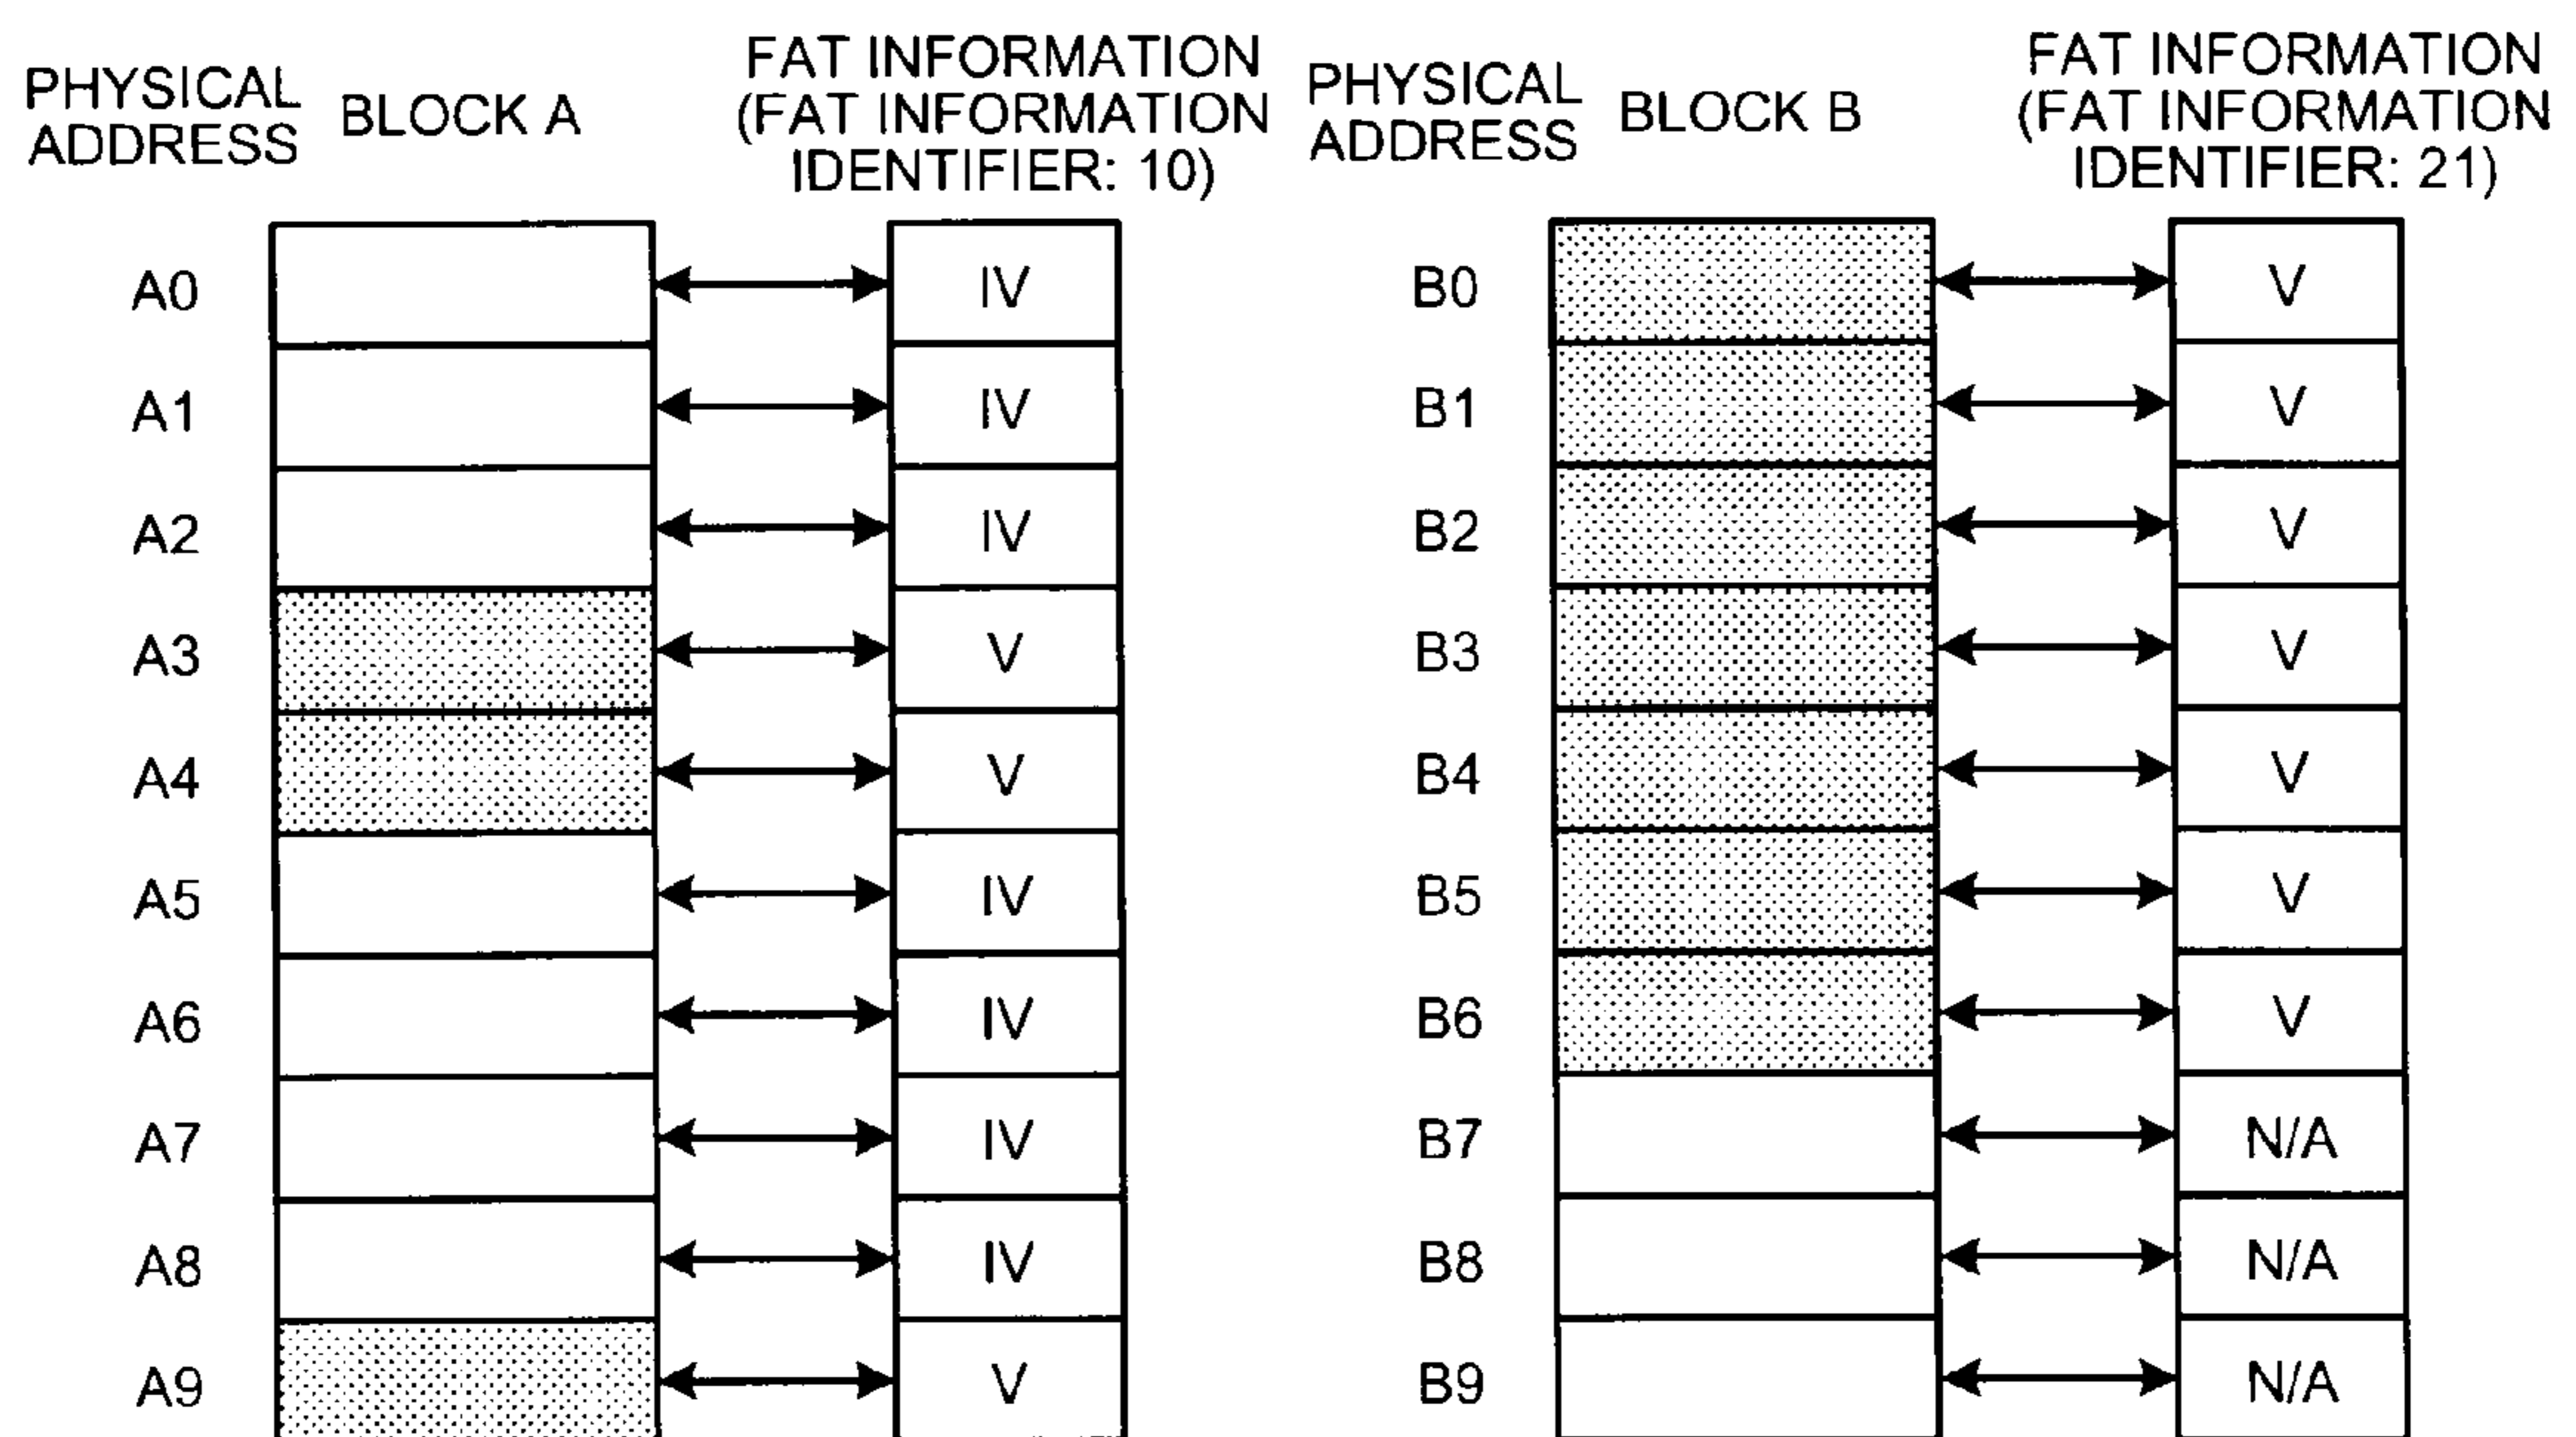 PHYSICAL
ADDRESS
BLOCK A
FAT INFORMATION
(FAT INFORMATION
IDENTIFIER: 10)
A0 IV
A1 IV
A2 IV
A3 V
A4 V
A5 IV
A6 IV
A7 IV
A8 IV
A9 V
PHYSICAL
ADDRESS
BLOCK B
FAT INFORMATION
(FAT INFORMATION
IDENTIFIER: 21)
B0 V
B1 V
B2 V
B3 V
B4 V
B5 V
B6 V
B7 N/A
B8 N/A
B9 N/A